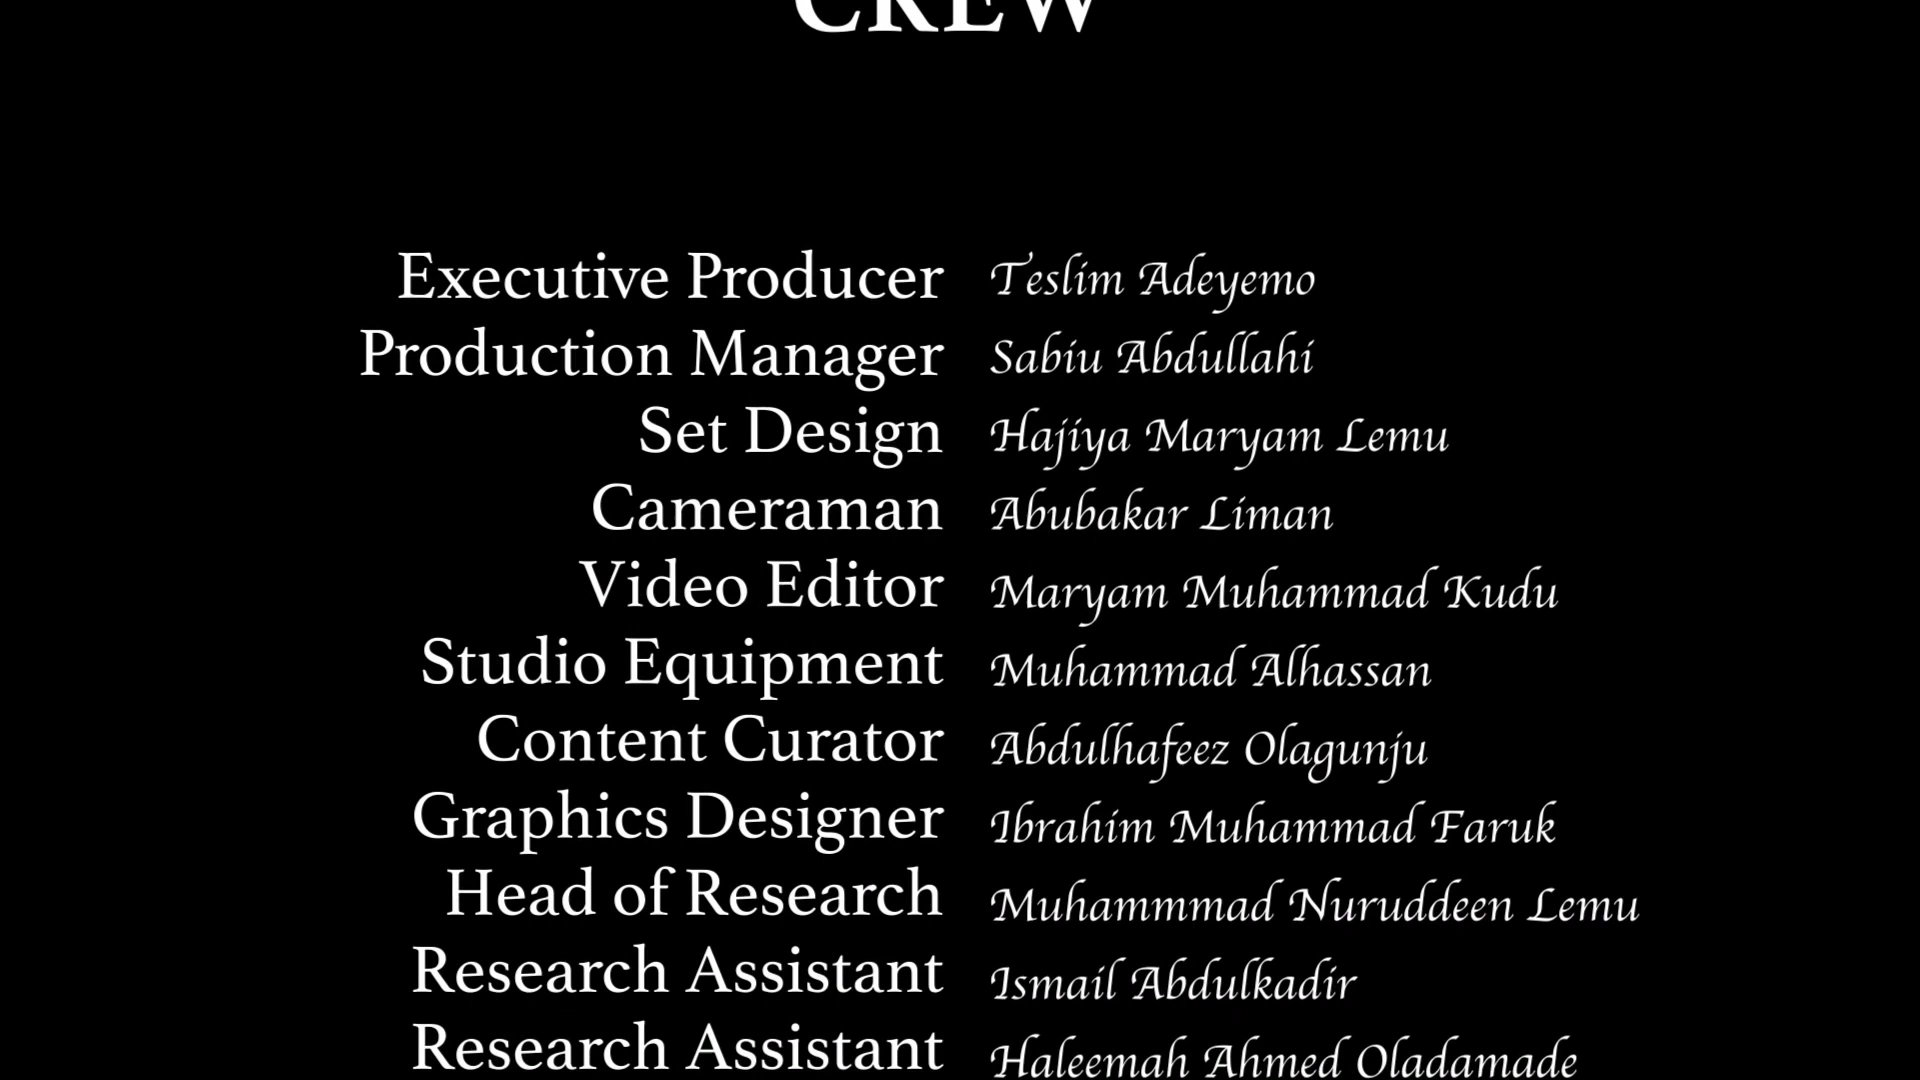 CREW
Executive Producer Teslim Adeyemo
Production Manager Sabiu Abdullahi
Set Design Hajiya Maryam Lemu
Cameraman Abubakar Liman
Video Editor Maryam Muhammad Kudu
Studio Equipment Muhammad Alhassan
Content Curator Abdulhafeez Olagunju
Graphics Designer Ibrahim Muhammad Faruk
Head of Research Muhammmad Nuruddeen Lemu
Research Assistant Ismail Abdulkadir
Research Assistant Haleemah Ahmed Oladamade